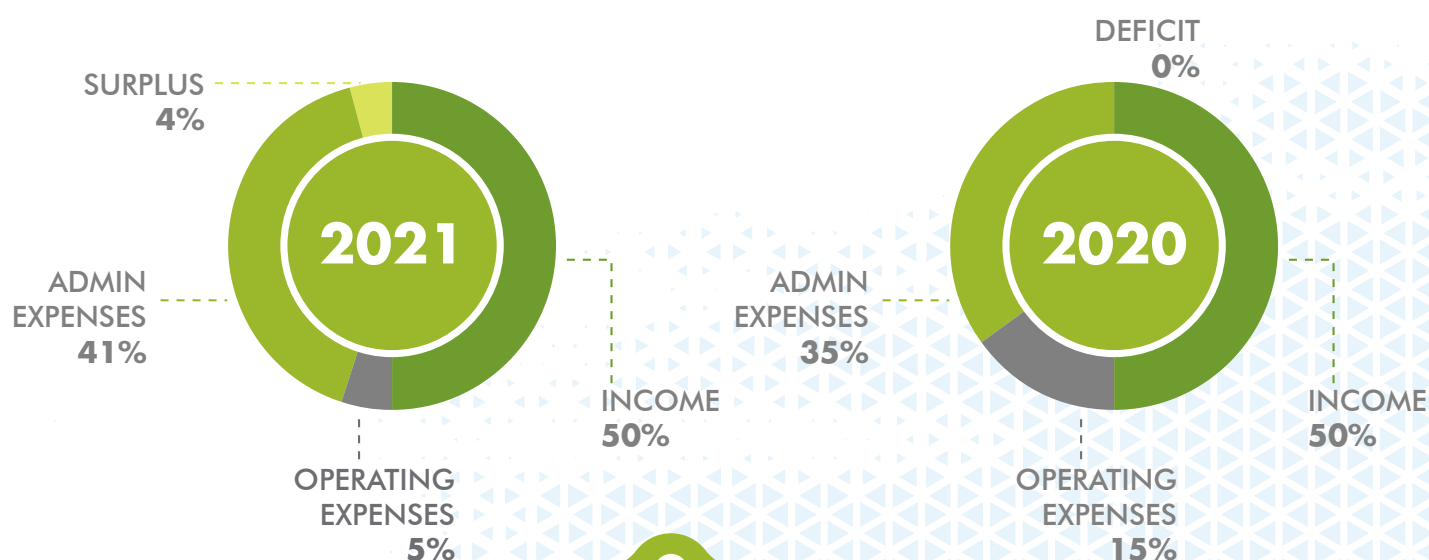 SURPLUS
4%
2021
ADMIN
EXPENSES
41%
INCOME
50%
OPERATING
EXPENSES
5%
DEFICIT
0%
2020
ADMIN
EXPENSES
35%
INCOME
50%
OPERATING
EXPENSES
15%